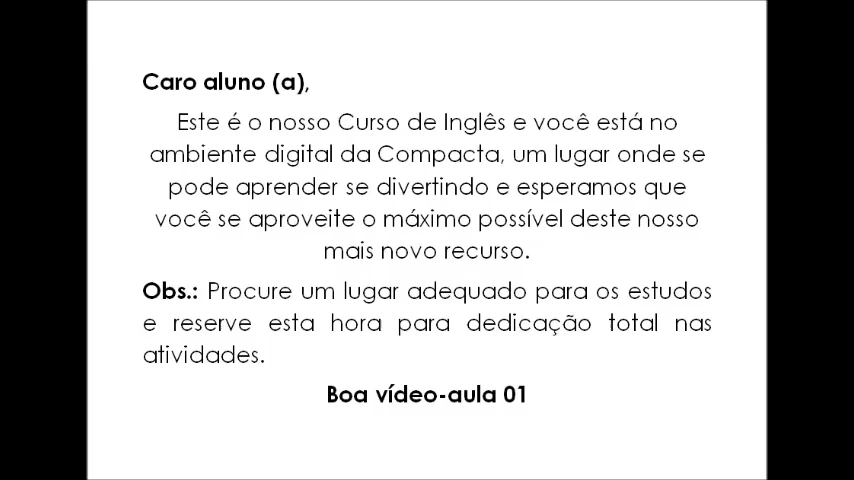 Caro aluno (a),
Este é o nosso Curso de Inglês e você está no
ambiente digital da Compacta, um lugar onde se
pode aprender se divertindo e esperamos que
você se aproveite o máximo possível deste nosso
mais novo recurso.
Obs.: Procure um lugar adequado para os estudos
e reserve esta hora para dedicação total nas
atividades.
Boa vídeo-aula 01